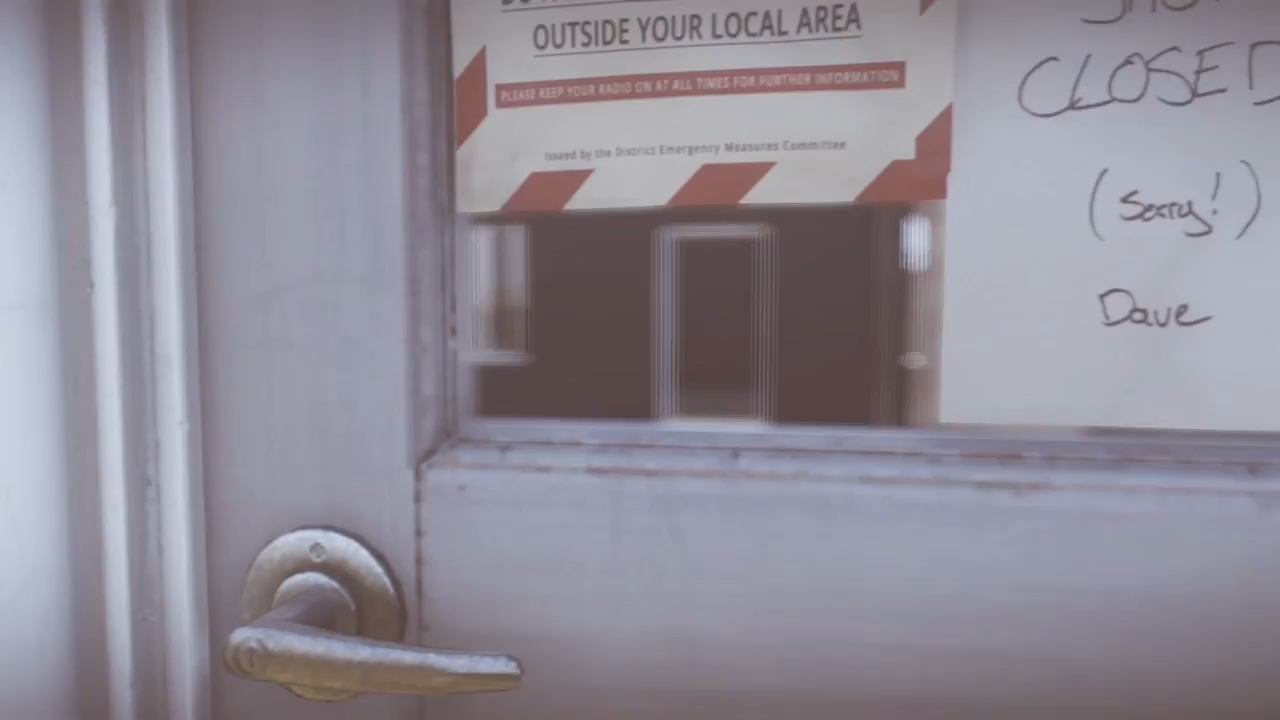 OUTSIDE YOUR LOCAL AREA
PLEASE KEEP YOUR RADIO ON AT ALL TIMES FOR FURTHER INFORMATION
Issued by the District Emergency Measures Committee
CLOSED
(Sorry!)
Dave